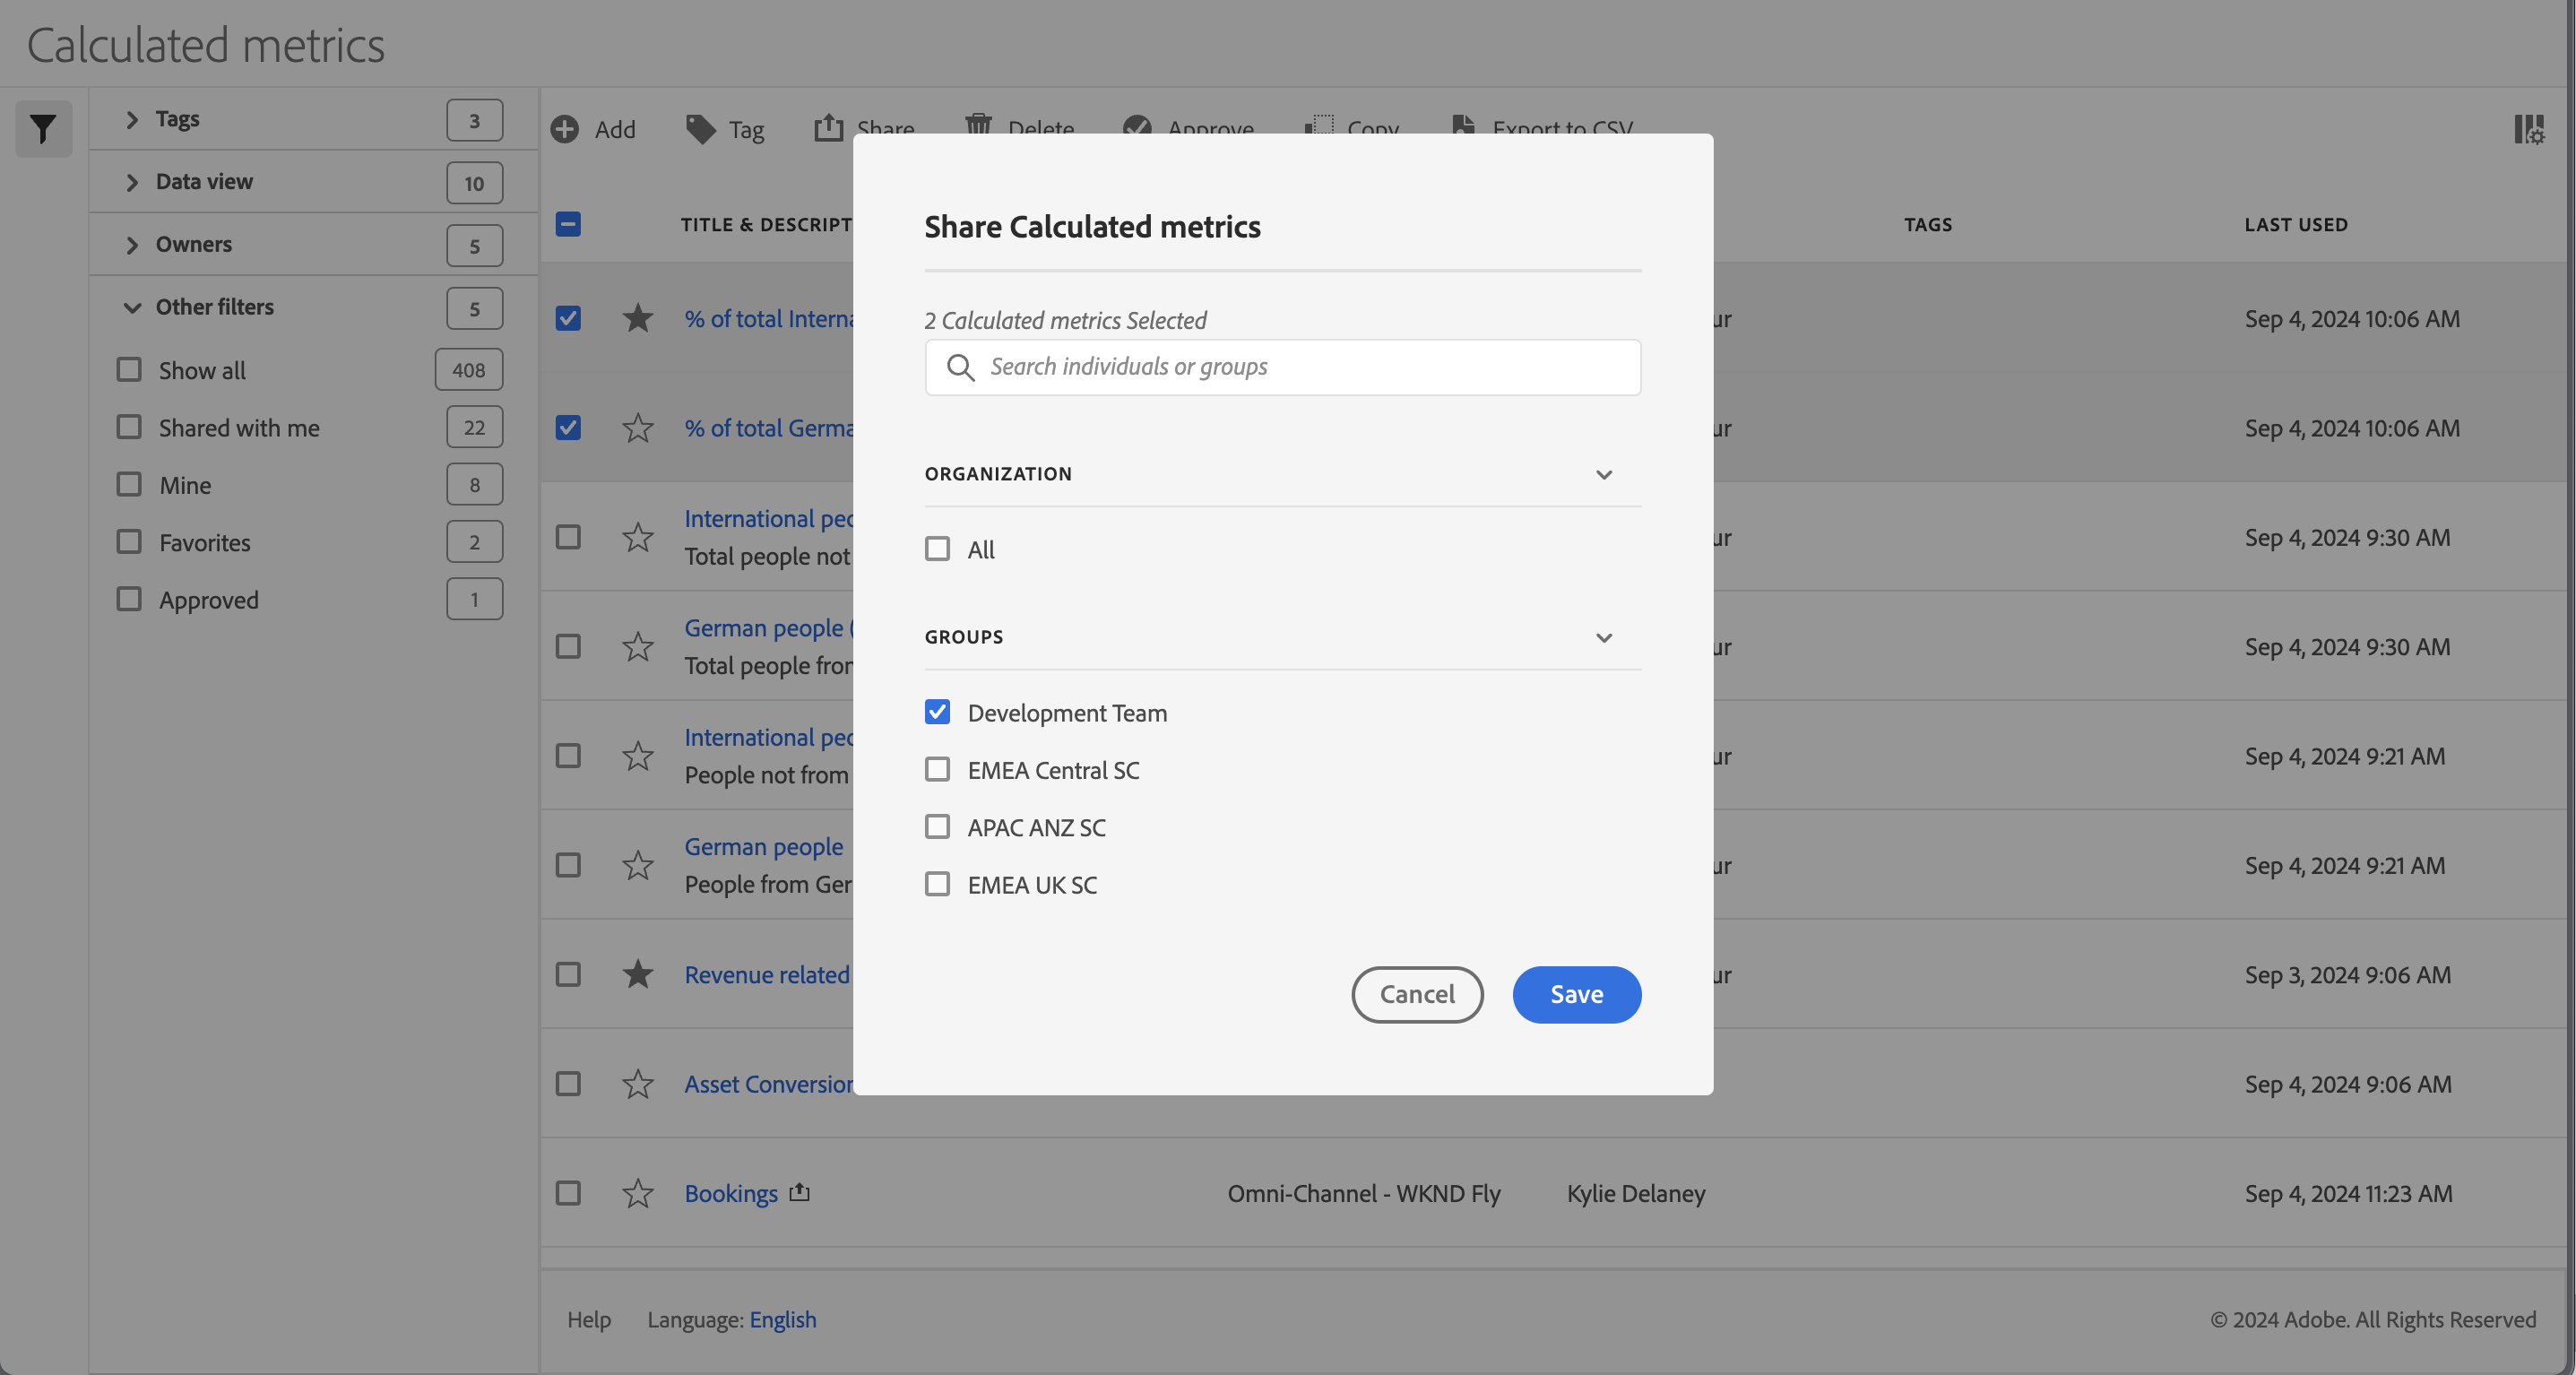 Calculated metrics
Tags 3
Data view 10
Owners 5
Other filters 5
Show all 408
Shared with me 22
Mine 8
Favorites 2
Approved 1
Add Tag Share Delete Approve Copy Export to CSV
TITLE & DESCRIPT TAGS LAST USED
% of total Interna ur Sep 4, 2024 10:06 AM
% of total Germa ur Sep 4, 2024 10:06 AM
International peo ur Sep 4, 2024 9:30 AM
Total people not
German people ( ur Sep 4, 2024 9:30 AM
Total people from
International peo ur Sep 4, 2024 9:21 AM
People not from
German people ur Sep 4, 2024 9:21 AM
People from Ger
Revenue related ur Sep 3, 2024 9:06 AM
Asset Conversion Sep 4, 2024 9:06 AM
Bookings Omni-Channel - WKND Fly Kylie Delaney Sep 4, 2024 11:23 AM
Share Calculated metrics
2 Calculated metrics Selected
Search individuals or groups
ORGANIZATION
All
GROUPS
Development Team
EMEA Central SC
APAC ANZ SC
EMEA UK SC
Cancel Save
Help Language: English © 2024 Adobe. All Rights Reserved